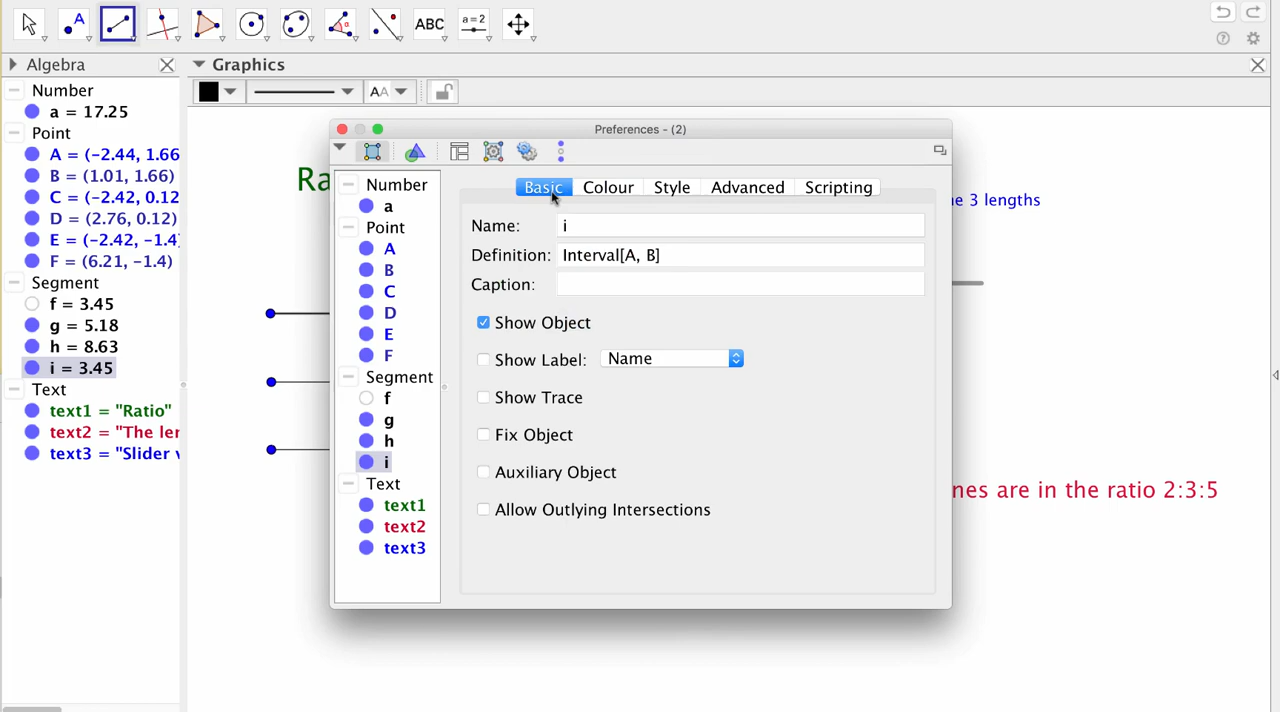 A
α
ABC
a=2
Algebra
Graphics
Number
a = 17.25
Point
A = (−2.44, 1.66
B = (1.01, 1.66)
C = (−2.42, 0.12
D = (2.76, 0.12)
E = (−2.42, −1.4)
F = (6.21, −1.4)
Segment
f = 3.45
g = 5.18
h = 8.63
i = 3.45
Text
text1 = "Ratio"
text2 = "The ler
text3 = "Slider v
AA
Ra
e 3 lengths
nes are in the ratio 2:3:5
Preferences - (2)
Number
a
Point
A
B
C
D
E
F
Segment
f
g
h
i
Text
text1
text2
text3
Basic Colour Style Advanced Scripting
Name: i
Definition: Interval[A, B]
Caption:
Show Object
Show Label: Name
Show Trace
Fix Object
Auxiliary Object
Allow Outlying Intersections